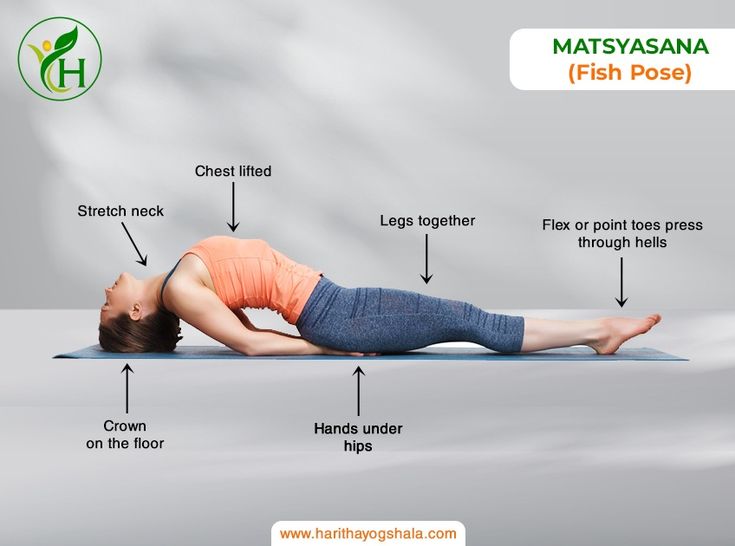 H
MATSYASANA
(Fish Pose)
Chest lifted
Stretch neck
Legs together
Flex or point toes press
through hells
Crown
on the floor
Hands under
hips
www.harithayogshala.com